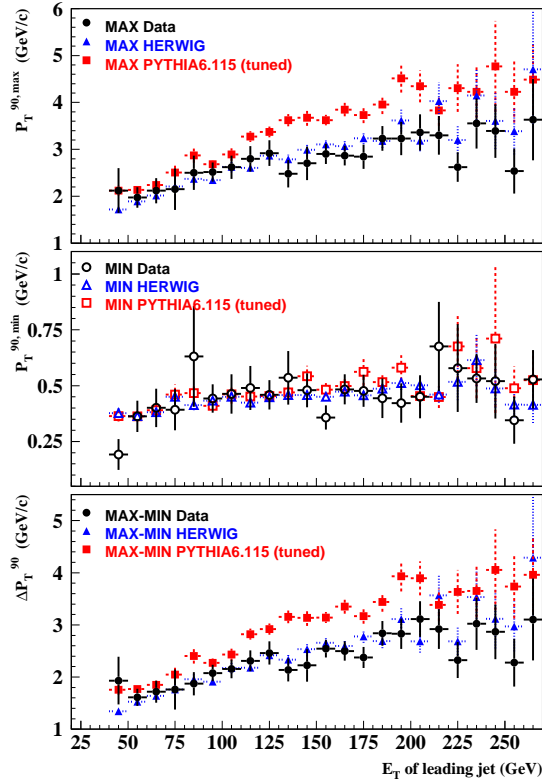 P_T^90,max (GeV/c)
6
5
4
3
2
1
MAX Data
MAX HERWIG
MAX PYTHIA6.115 (tuned)
P_T^90,min (GeV/c)
1
0.75
0.5
0.25
MIN Data
MIN HERWIG
MIN PYTHIA6.115 (tuned)
ΔP_T^90 (GeV/c)
5
4
3
2
1
MAX-MIN Data
MAX-MIN HERWIG
MAX-MIN PYTHIA6.115 (tuned)
25 50 75 100 125 150 175 200 225 250
E_T of leading jet (GeV)